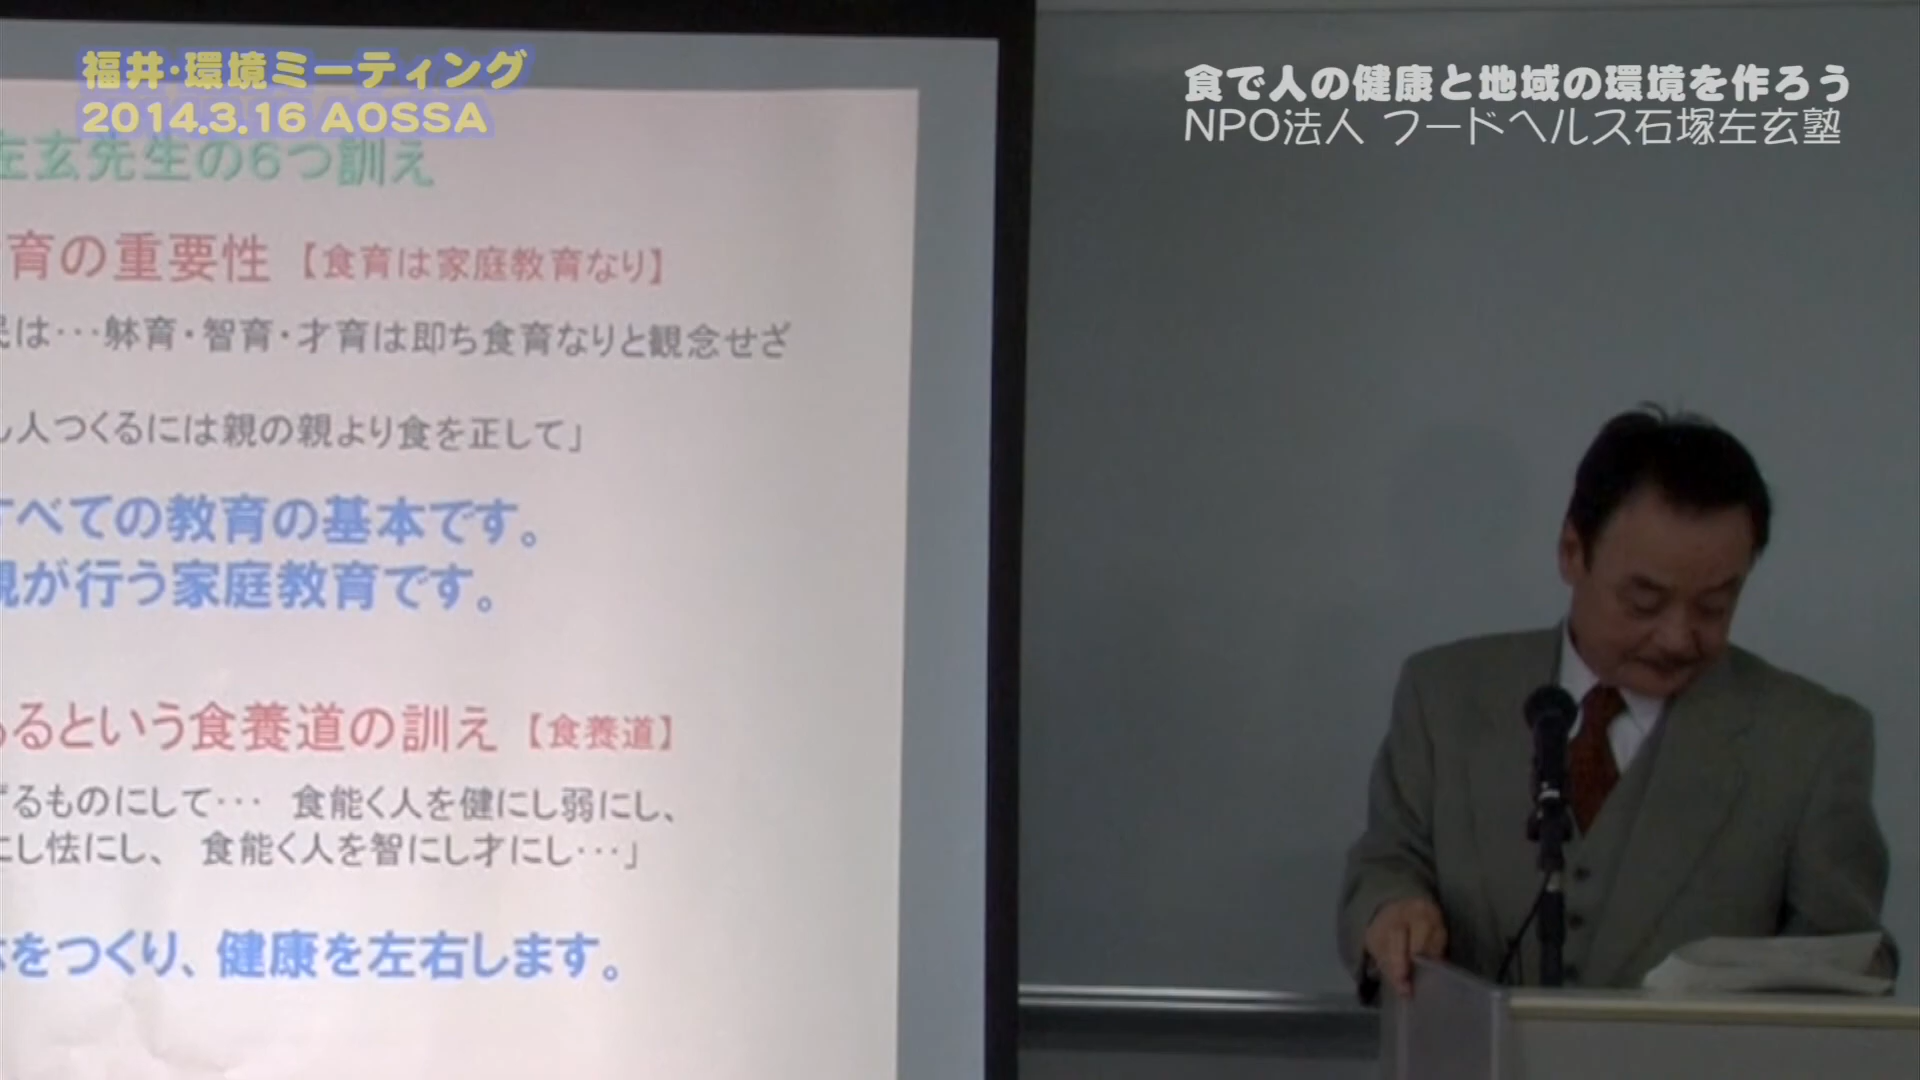 福井・環境ミーティング
2014.3.16 AOSSA
食で人の健康と地域の環境を作ろう
NPO法人 フードヘルス石塚左玄塾
左玄先生の6つ訓え
育の重要性【食育は家庭教育なり】
民は・・・躰育・智育・才育は即ち食育なりと観念せざ
し人つくるには親の親より食を正して」
すべての教育の基本です。
親が行う家庭教育です。
あるという食養道の訓え【食養道】
ずるものにして・・・ 食能く人を健にし弱にし、
にし怯にし、 食能く人を智にし才にし・・・」
をつくり、健康を左右します。